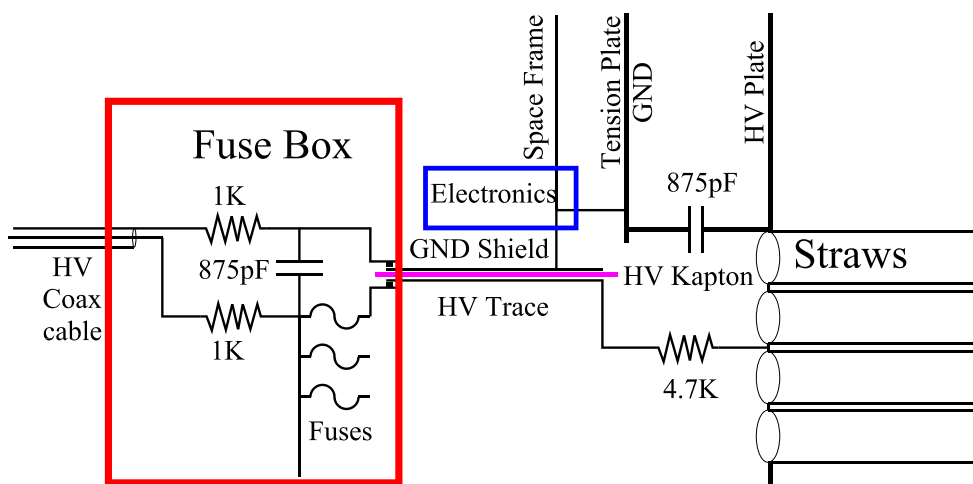 Space Frame
Tension Plate
GND
HV Plate
Fuse Box
1K
875pF
1K
HV
Coax
cable
Fuses
Electronics
GND Shield
HV Trace
875pF
HV Kapton
4.7K
Straws